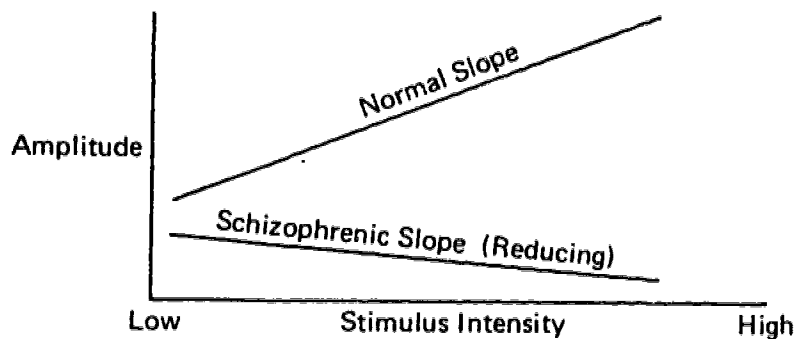 Normal Slope
Amplitude
Schizophrenic Slope (Reducing)
Low Stimulus Intensity High